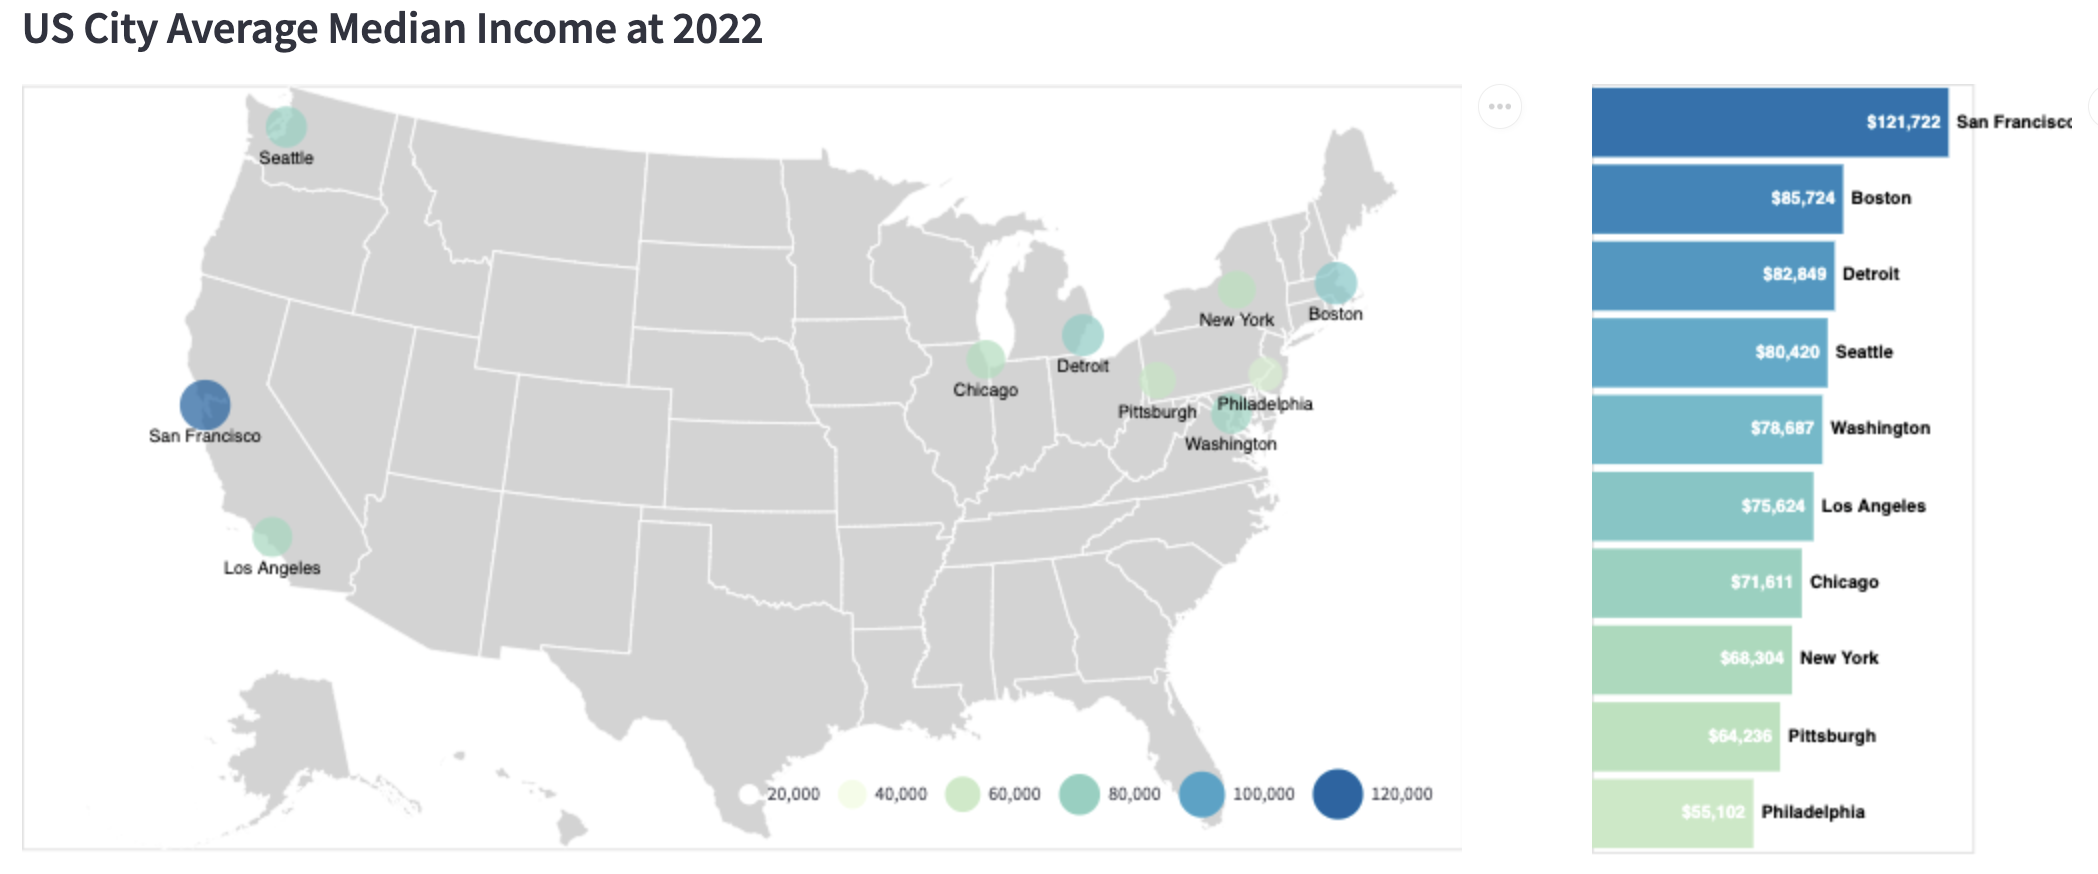 US City Average Median Income at 2022
Seattle
San Francisco
Los Angeles
Chicago
Detroit
New York
Boston
Pittsburgh
Philadelphia
Washington
20,000
40,000
60,000
80,000
100,000
120,000
$121,722 San Francisco
$85,724 Boston
$82,849 Detroit
$80,420 Seattle
$78,687 Washington
$75,624 Los Angeles
$71,611 Chicago
$68,304 New York
$64,236 Pittsburgh
$55,102 Philadelphia